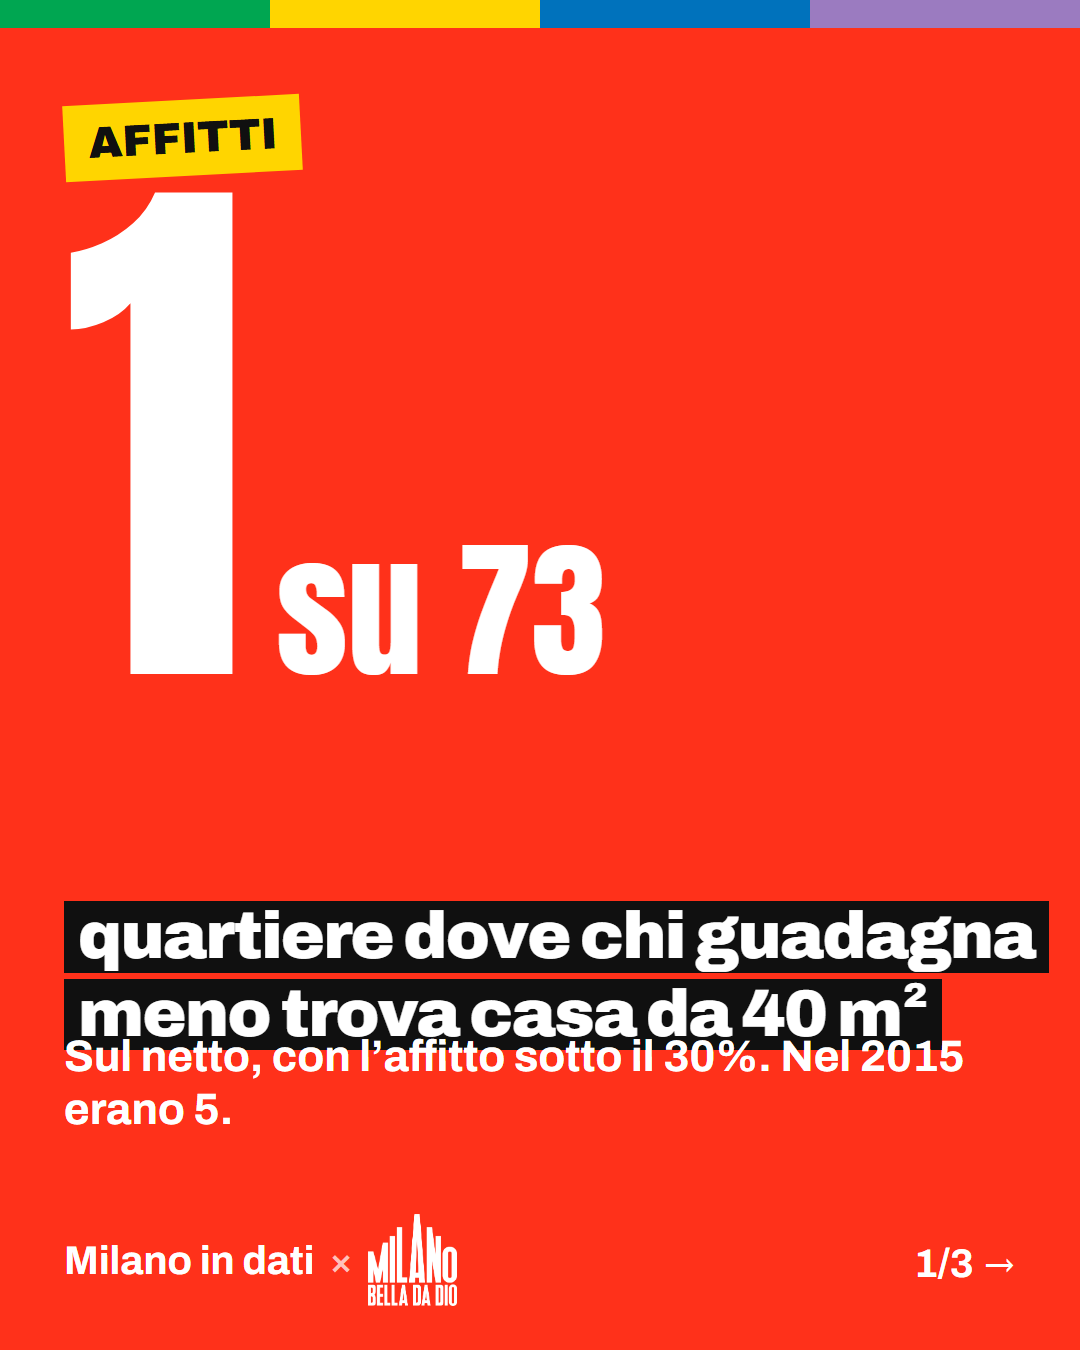 AFFITTI
1 su 73
quartiere dove chi guadagna
meno trova casa da 40 m²
Sul netto, con l’affitto sotto il 30%. Nel 2015
erano 5.
Milano in dati × MILANO
BELLA DA DIO
1/3 →